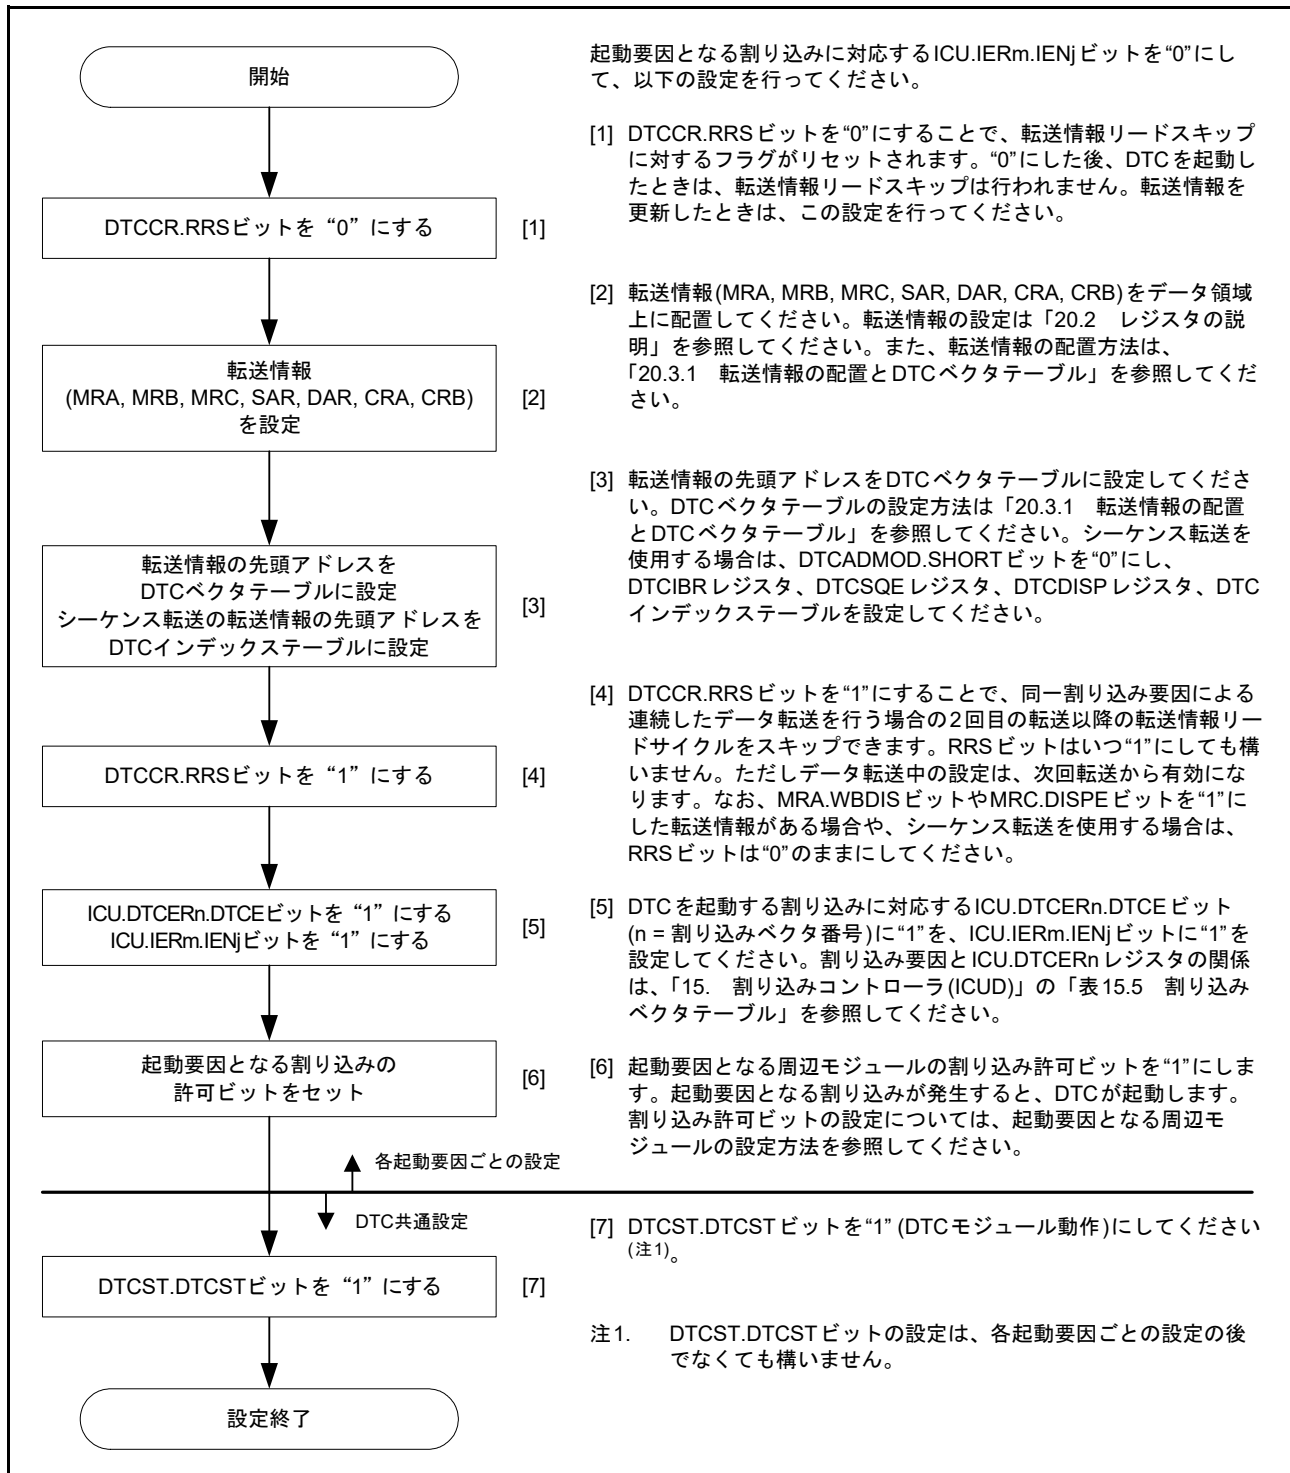 開始
DTCCR.RRSビットを“0”にする
[1]
転送情報
(MRA, MRB, MRC, SAR, DAR, CRA, CRB)
を設定
[2]
転送情報の先頭アドレスを
DTCベクタテーブルに設定
シーケンス転送の転送情報の先頭アドレスを
DTCインデックステーブルに設定
[3]
DTCCR.RRSビットを“1”にする
[4]
ICU.DTCERn.DTCEビットを“1”にする
ICU.IERm.IENjビットを“1”にする
[5]
起動要因となる割り込みの
許可ビットをセット
[6]
各起動要因ごとの設定
DTC共通設定
DTCST.DTCSTビットを“1”にする
[7]
設定終了
起動要因となる割り込みに対応するICU.IERm.IENjビットを“0”にし
て、以下の設定を行ってください。
[1] DTCCR.RRSビットを“0”にすることで、転送情報リードスキップ
に対するフラグがリセットされます。“0”にした後、DTCを起動し
たときは、転送情報リードスキップは行われません。転送情報を
更新したときは、この設定を行ってください。
[2] 転送情報(MRA, MRB, MRC, SAR, DAR, CRA, CRB)をデータ領域
上に配置してください。転送情報の設定は「20.2　レジスタの説
明」を参照してください。また、転送情報の配置方法は、
「20.3.1　転送情報の配置とDTCベクタテーブル」を参照してくだ
さい。
[3] 転送情報の先頭アドレスをDTCベクタテーブルに設定してくださ
い。DTCベクタテーブルの設定方法は「20.3.1　転送情報の配置
とDTCベクタテーブル」を参照してください。シーケンス転送を
使用する場合は、DTCADMOD.SHORTビットを“0”にし、
DTCIBRレジスタ、DTCSQEレジスタ、DTCDISPレジスタ、DTC
インデックステーブルを設定してください。
[4] DTCCR.RRSビットを“1”にすることで、同一割り込み要因による
連続したデータ転送を行う場合の2回目の転送以降の転送情報リー
ドサイクルをスキップできます。RRSビットはいつ“1”にしても構
いません。ただしデータ転送中の設定は、次回転送から有効にな
ります。なお、MRA.WBDISビットやMRC.DISPEビットを“1”に
した転送情報がある場合や、シーケンス転送を使用する場合は、
RRSビットは“0”のままにしてください。
[5] DTCを起動する割り込みに対応するICU.DTCERn.DTCEビット
(n = 割り込みベクタ番号)に“1”を、ICU.IERm.IENjビットに“1”を
設定してください。割り込み要因とICU.DTCERnレジスタの関係
は、「15.　割り込みコントローラ(ICUD)」の「表15.5　割り込み
ベクタテーブル」を参照してください。
[6] 起動要因となる周辺モジュールの割り込み許可ビットを“1”にしま
す。起動要因となる割り込みが発生すると、DTCが起動します。
割り込み許可ビットの設定については、起動要因となる周辺モ
ジュールの設定方法を参照してください。
[7] DTCST.DTCSTビットを“1” (DTCモジュール動作)にしてください
(注1)。
注1.　DTCST.DTCSTビットの設定は、各起動要因ごとの設定の後
でなくても構いません。